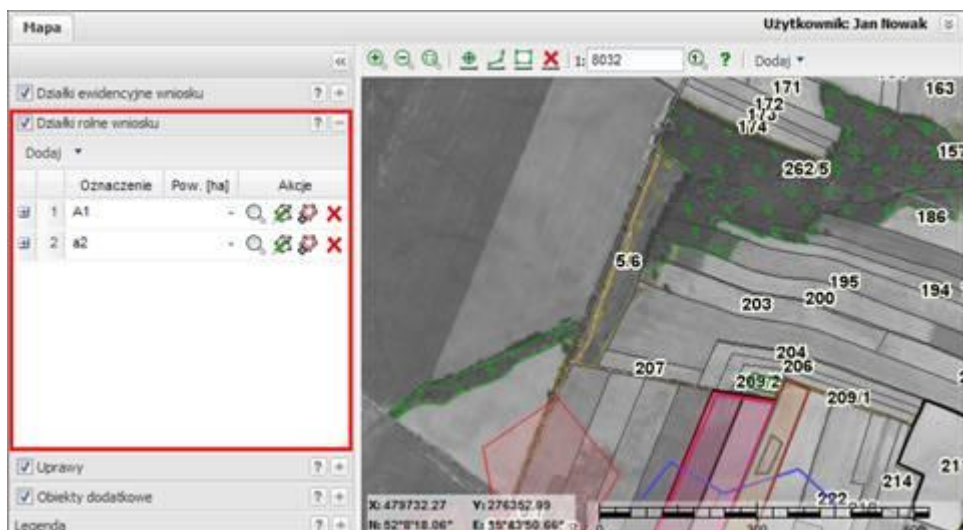 Mapa
Użytkownik: Jan Nowak
1: 8032
Dodaj
Działki ewidencyjne wniosku
Działki rolne wniosku
Dodaj
Oznaczenie Pow. [ha] Akcje
1 A1 -
2 a2 -
Uprawy
Obiekty dodatkowe
Legenda
171
163
172
173
174
157
262/5
186
5/6
195
194
203
200
204
207
206
209/2
209/1
214
X: 479732.27 Y: 276352.99